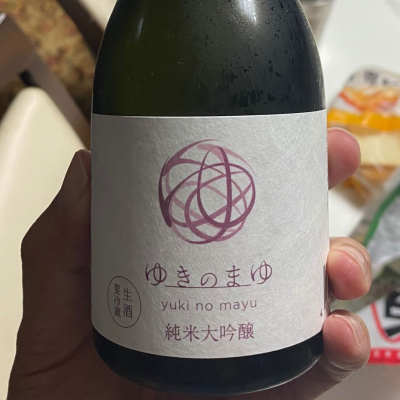 ゆきのまゆ
yuki no mayu
純米大吟醸
生酒
要冷蔵